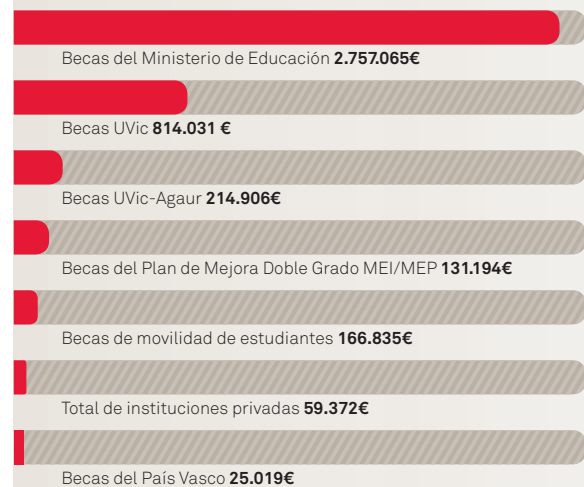 Becas del Ministerio de Educación 2.757.065€
Becas UVic 814.031 €
Becas UVic-Agaur 214.906€
Becas del Plan de Mejora Doble Grado MEI/MEP 131.194€
Becas de movilidad de estudiantes 166.835€
Total de instituciones privadas 59.372€
Becas del País Vasco 25.019€